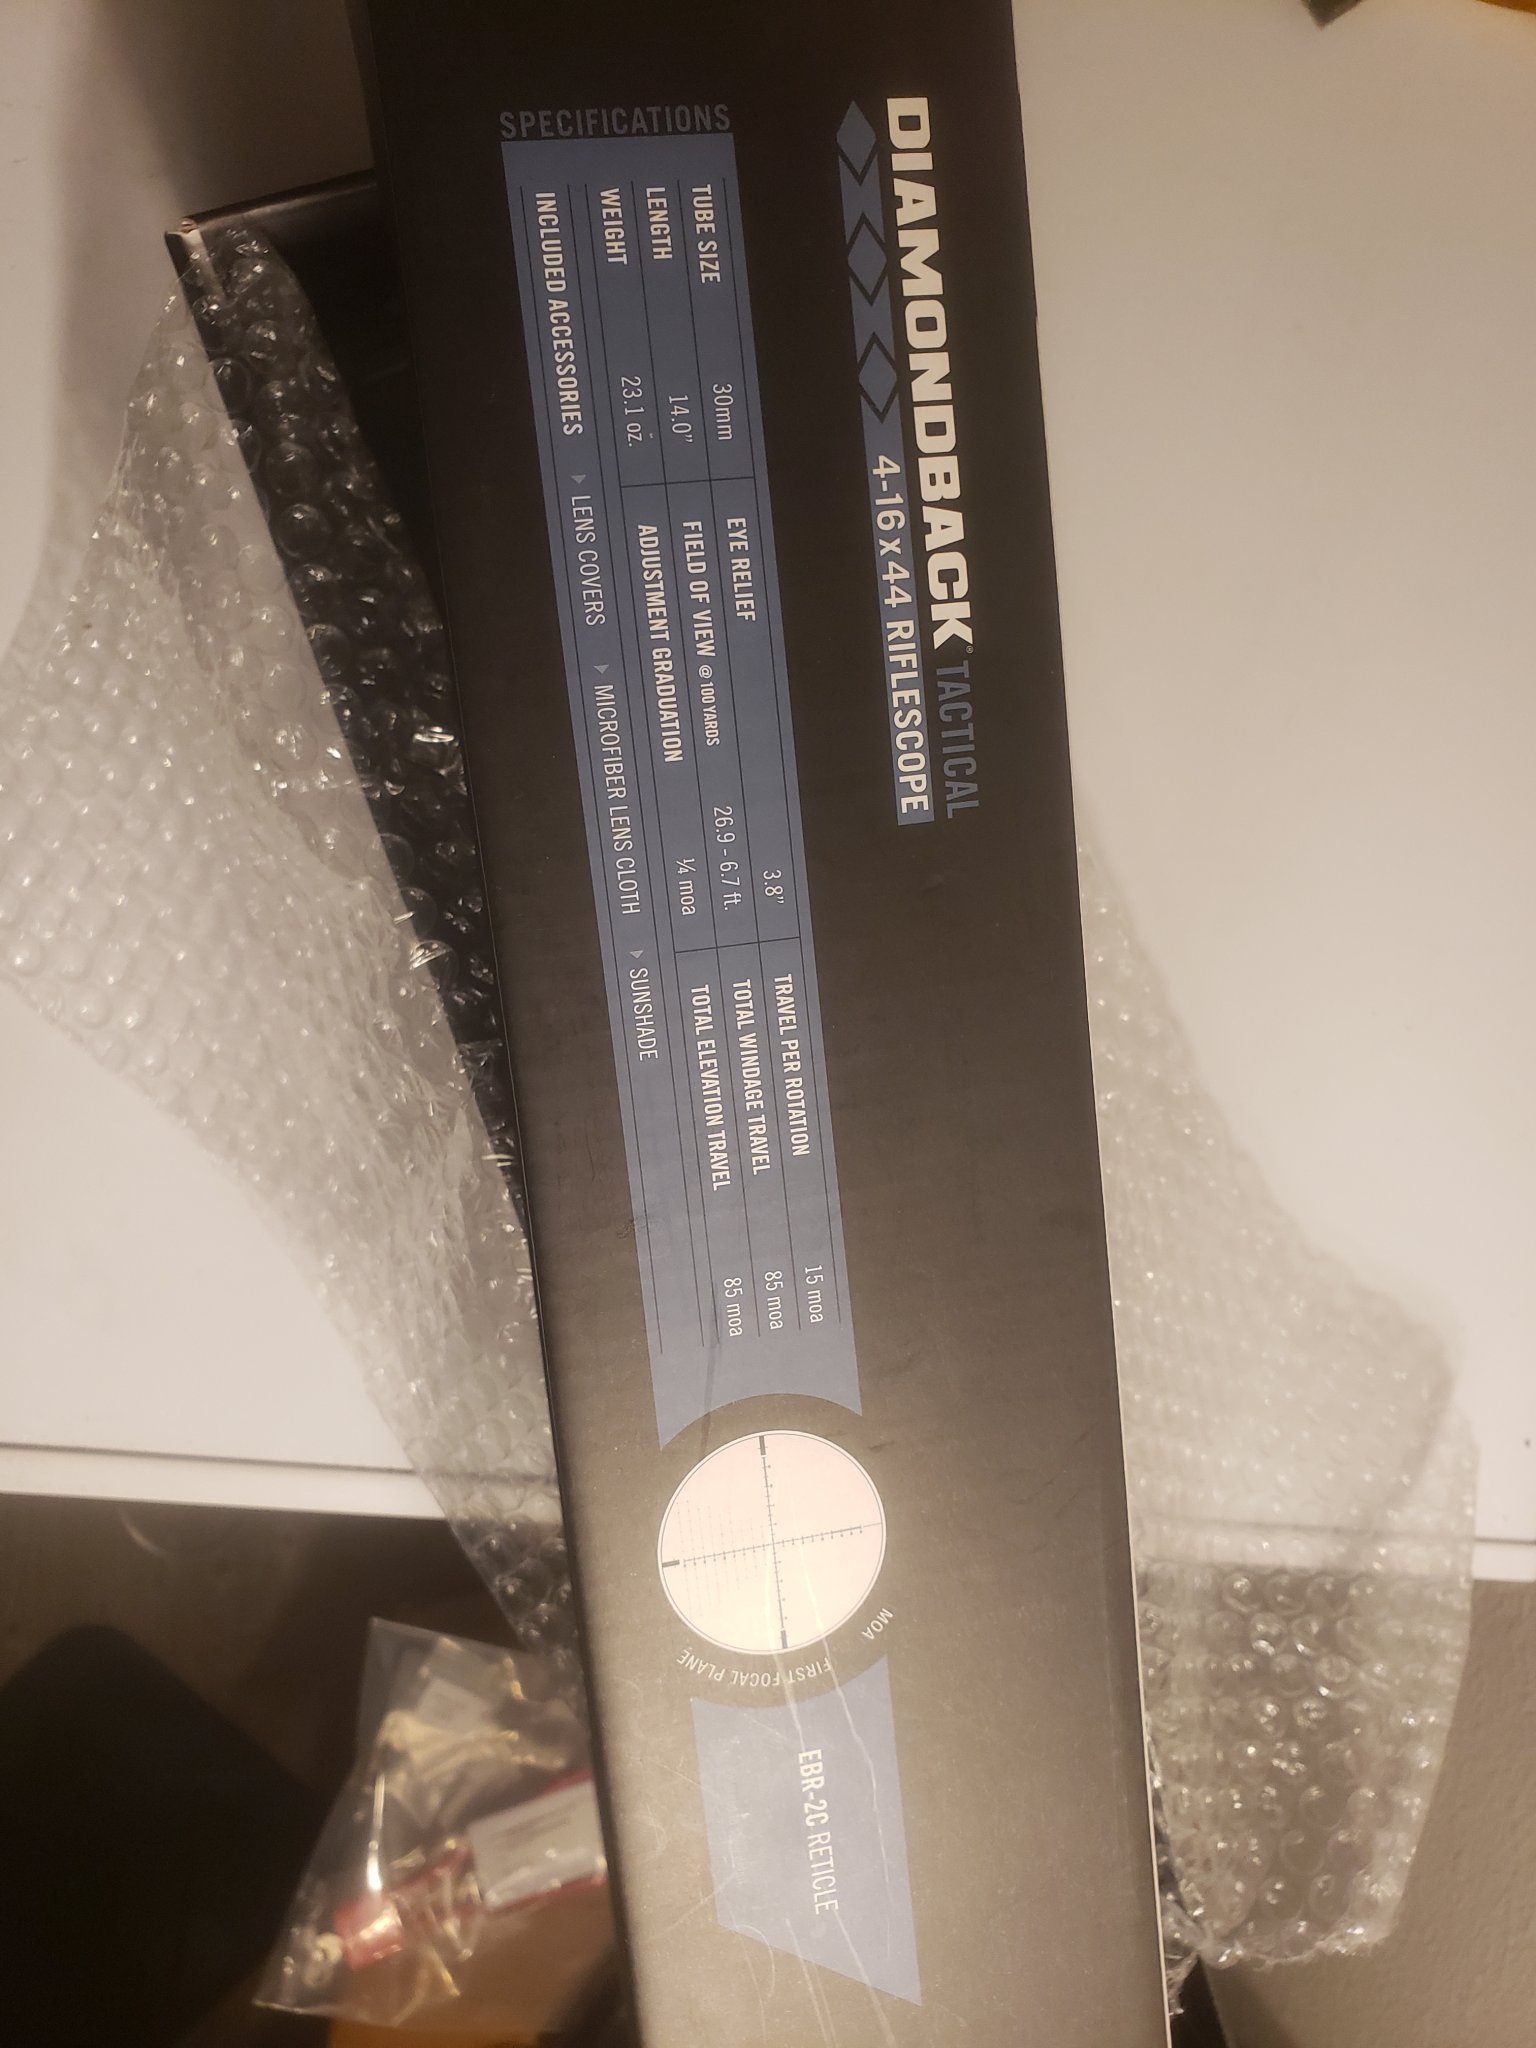 DIAMONDBACK® TACTICAL
4-16x44 RIFLESCOPE
SPECIFICATIONS
TUBE SIZE 30mm EYE RELIEF 3.8" TRAVEL PER ROTATION 15 moa
LENGTH 14.0" FIELD OF VIEW @ 100 YARDS 26.9 - 6.7 ft. TOTAL WINDAGE TRAVEL 85 moa
WEIGHT 23.1 oz. ADJUSTMENT GRADUATION ¼ moa TOTAL ELEVATION TRAVEL 85 moa
INCLUDED ACCESSORIES ▸ LENS COVERS ▸ MICROFIBER LENS CLOTH ▸ SUNSHADE
MOA
FIRST FOCAL PLANE
EBR-2C RETICLE